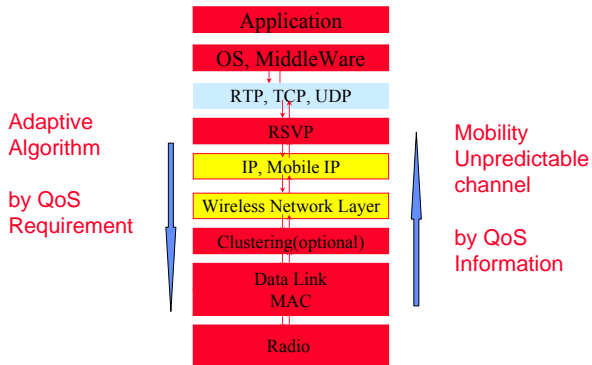 Application
OS, MiddleWare
RTP, TCP, UDP
RSVP
IP, Mobile IP
Wireless Network Layer
Clustering(optional)
Data Link
MAC
Radio
Adaptive
Algorithm
by QoS
Requirement
Mobility
Unpredictable
channel
by QoS
Information